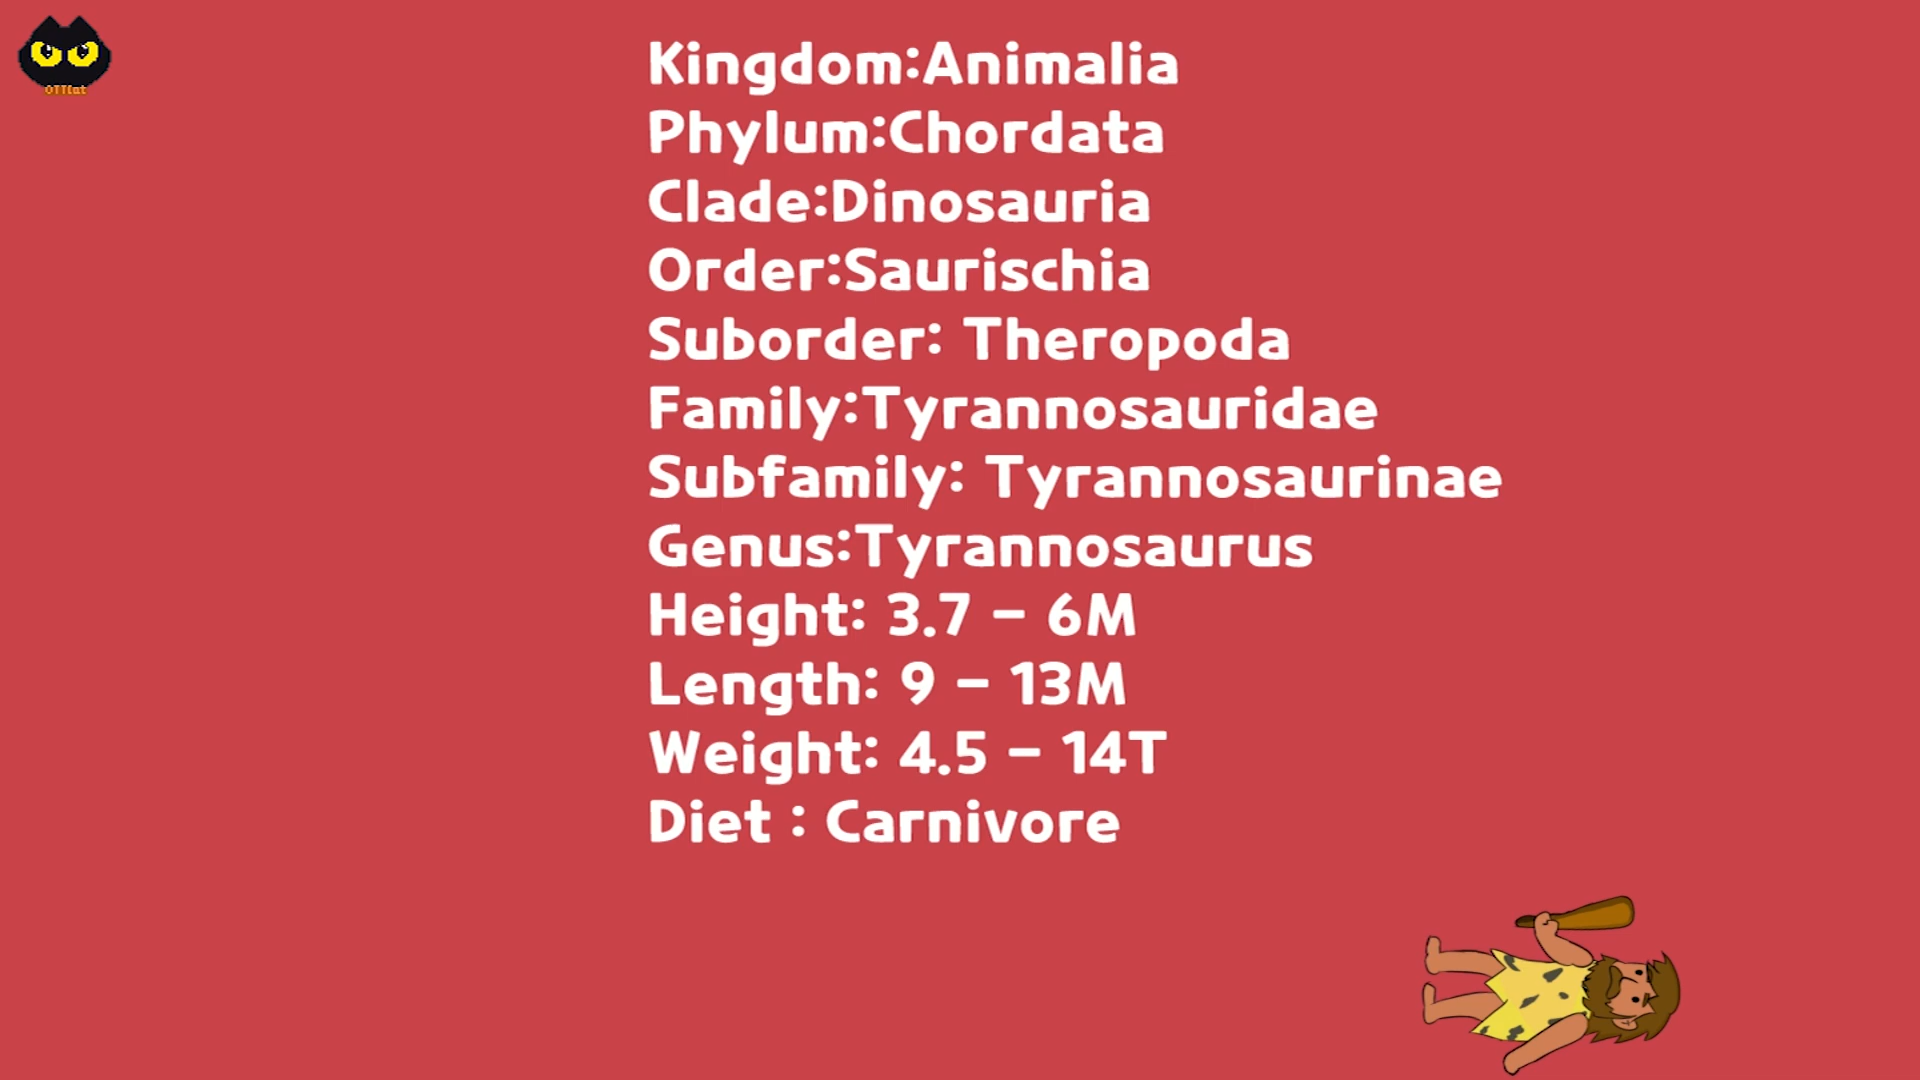 OTTCat
Kingdom:Animalia
Phylum:Chordata
Clade:Dinosauria
Order:Saurischia
Suborder: Theropoda
Family:Tyrannosauridae
Subfamily: Tyrannosaurinae
Genus:Tyrannosaurus
Height: 3.7 - 6M
Length: 9 - 13M
Weight: 4.5 - 14T
Diet : Carnivore